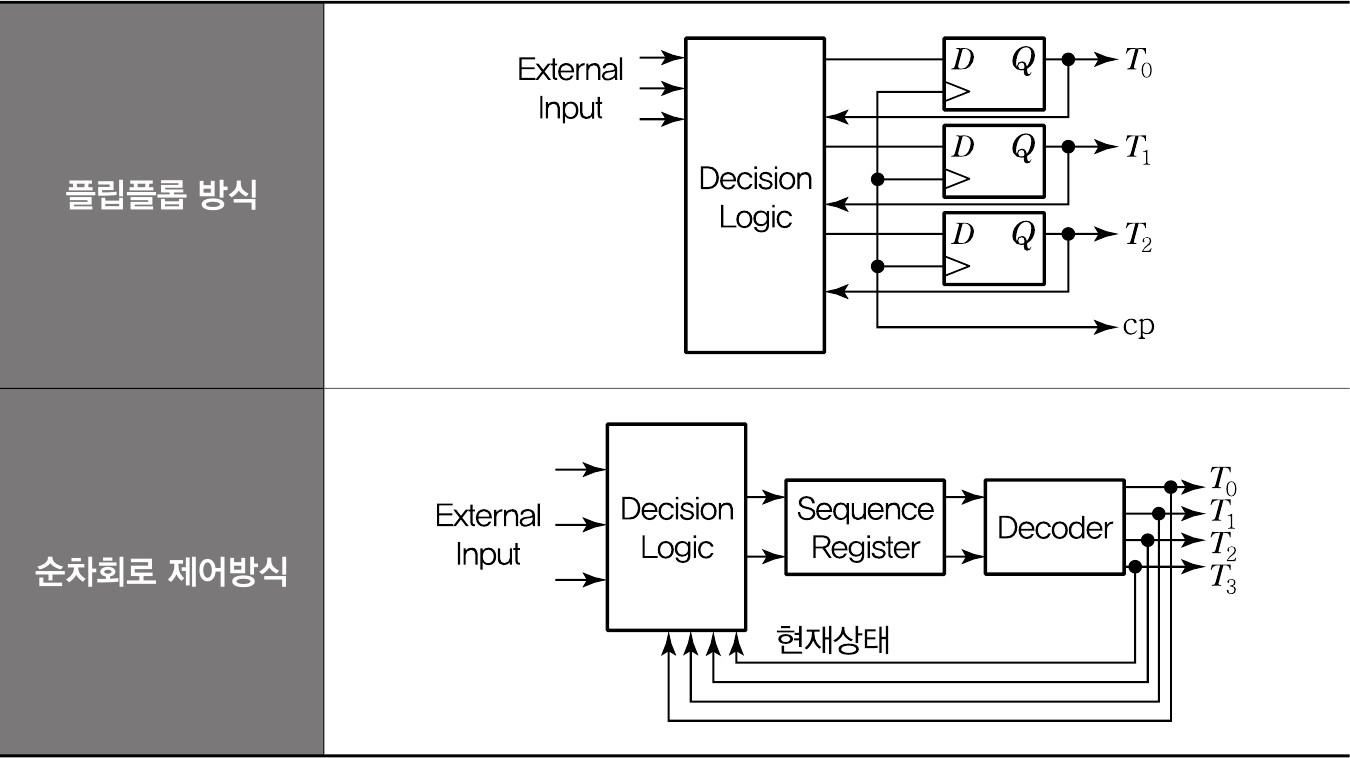 플립플롭 방식
External
Input
Decision
Logic
D Q
T0
D Q
T1
D Q
T2
cp
순차회로 제어방식
External
Input
Decision
Logic
Sequence
Register
Decoder
T0
T1
T2
T3
현재상태